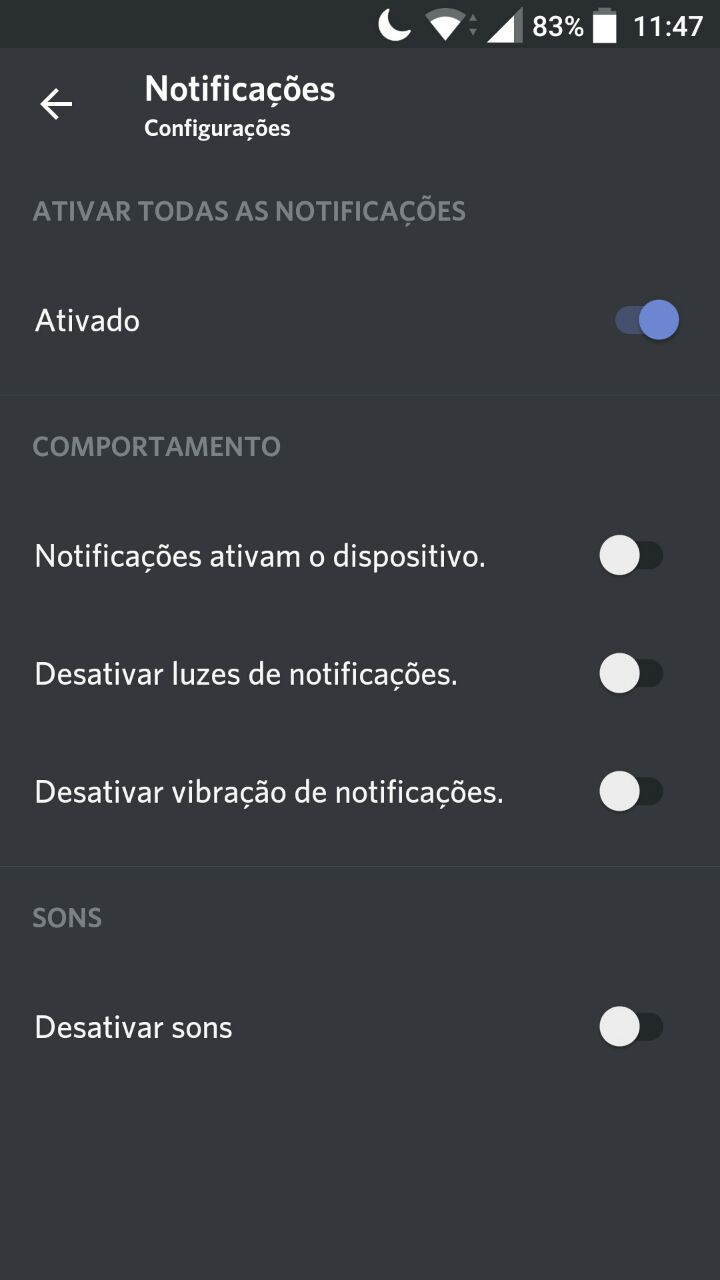 83% 11:47
Notificações
Configurações
ATIVAR TODAS AS NOTIFICAÇÕES
Ativado
COMPORTAMENTO
Notificações ativam o dispositivo.
Desativar luzes de notificações.
Desativar vibração de notificações.
SONS
Desativar sons